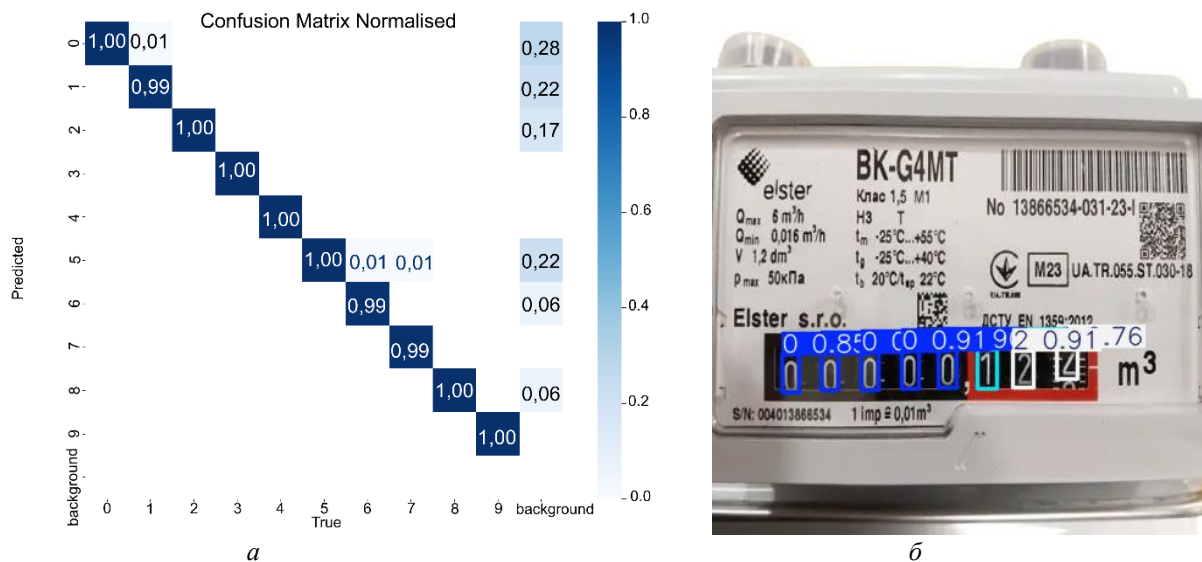 Confusion Matrix Normalised
0 1,00 0,01 0,28
1 0,99 0,22
2 1,00 0,17
3 1,00
4 1,00
5 1,00 0,01 0,01 0,22
6 0,99 0,06
7 0,99
8 1,00 0,06
9 1,00
background
Predicted
0 1 2 3 4 5 6 7 8 9 background
True
1.0
0.8
0.6
0.4
0.2
0.0
а
elster
BK-G4MT
Клас 1,5 М1
НЗ Т
Qmax 6 m³/h
Qmin 0,016 m³/h
V 1,2 dm³
pmax 50кПа
tm -25°C...+55°C
tg -25°C...+40°C
tb 20°C/tsp 22°C
No 13866534-031-23-I
M23 UA.TR.055.ST.030-18
UA.TR.001
Elster s.r.o.
ДСТУ EN 1359:2012
0 0.85 0 0 0.91 2 0.91 .76
0 0 0 0 0 , 1 2 m³
S/N: 004013866534 1 imp ≙ 0,01m³
б